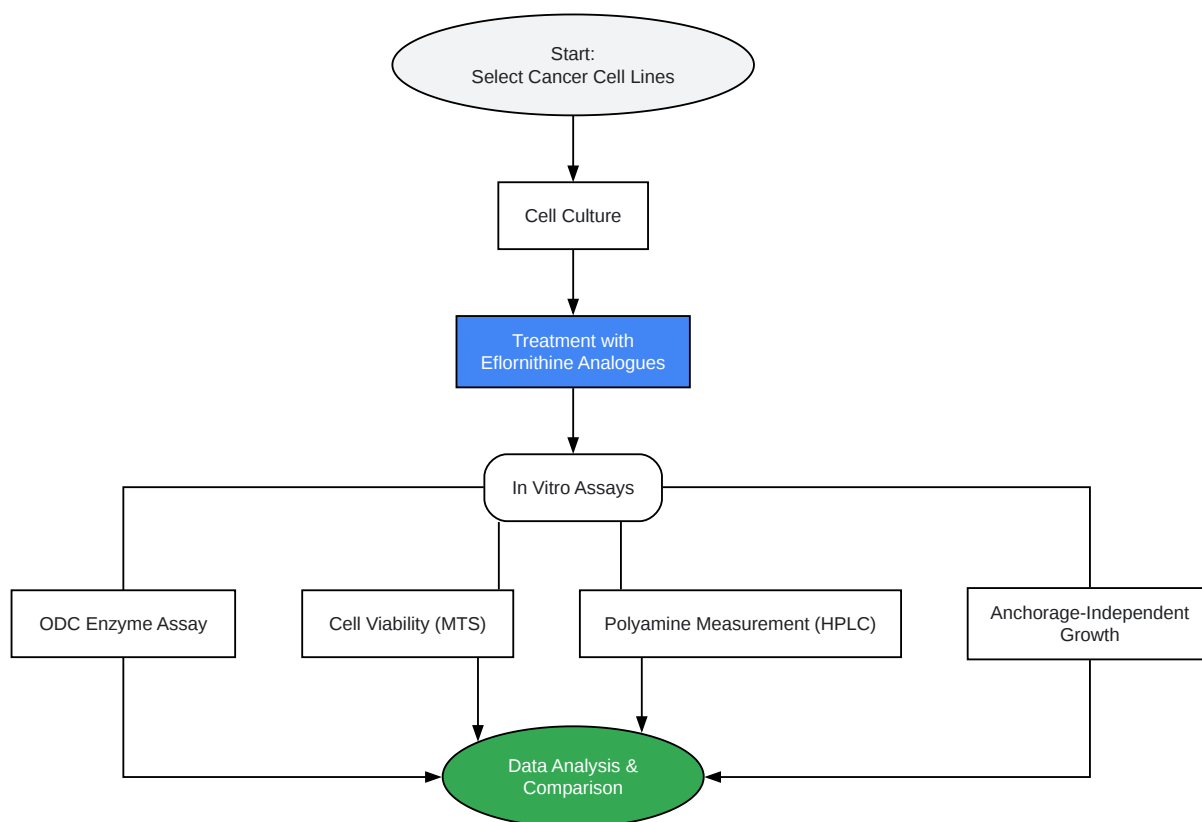 Start:
Select Cancer Cell Lines
Cell Culture
Treatment with
Eflornithine Analogues
In Vitro Assays
ODC Enzyme Assay
Cell Viability (MTS)
Polyamine Measurement (HPLC)
Anchorage-Independent
Growth
Data Analysis &
Comparison